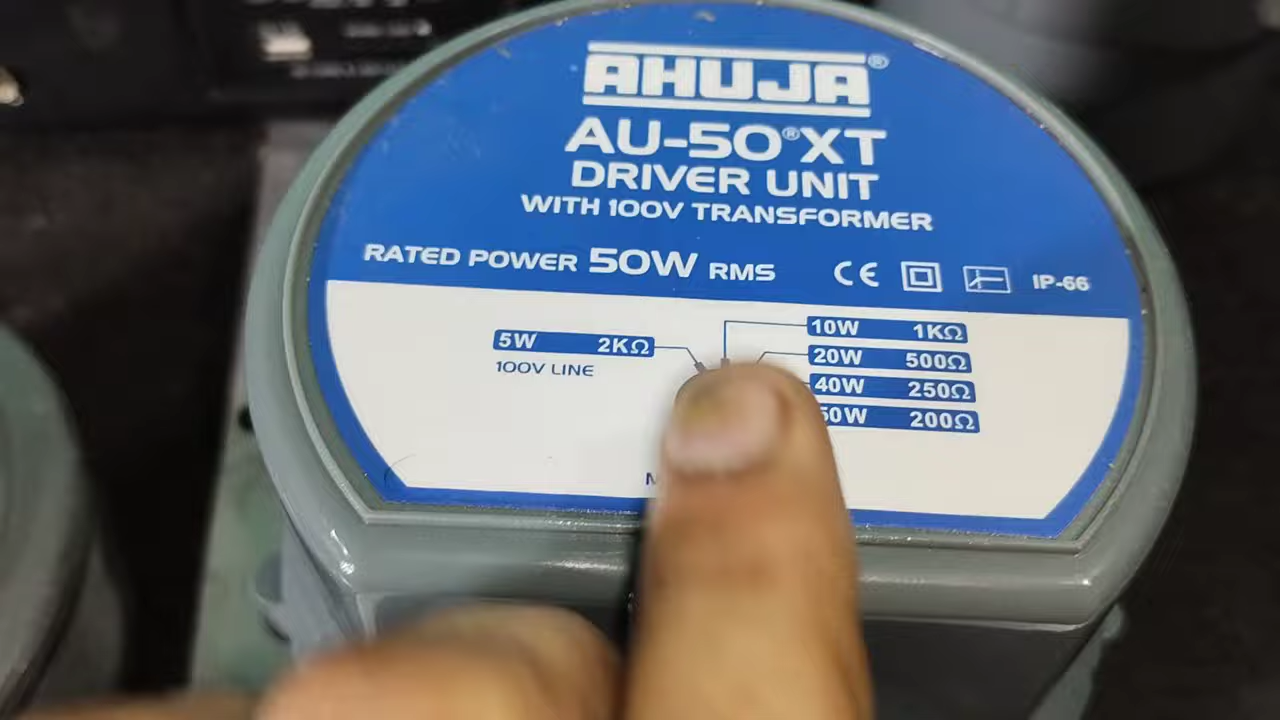 AHUJA®
AU-50®XT
DRIVER UNIT
WITH 100V TRANSFORMER
RATED POWER 50W RMS
CE IP-66
5W 2KΩ
100V LINE
10W 1KΩ
20W 500Ω
40W 250Ω
50W 200Ω